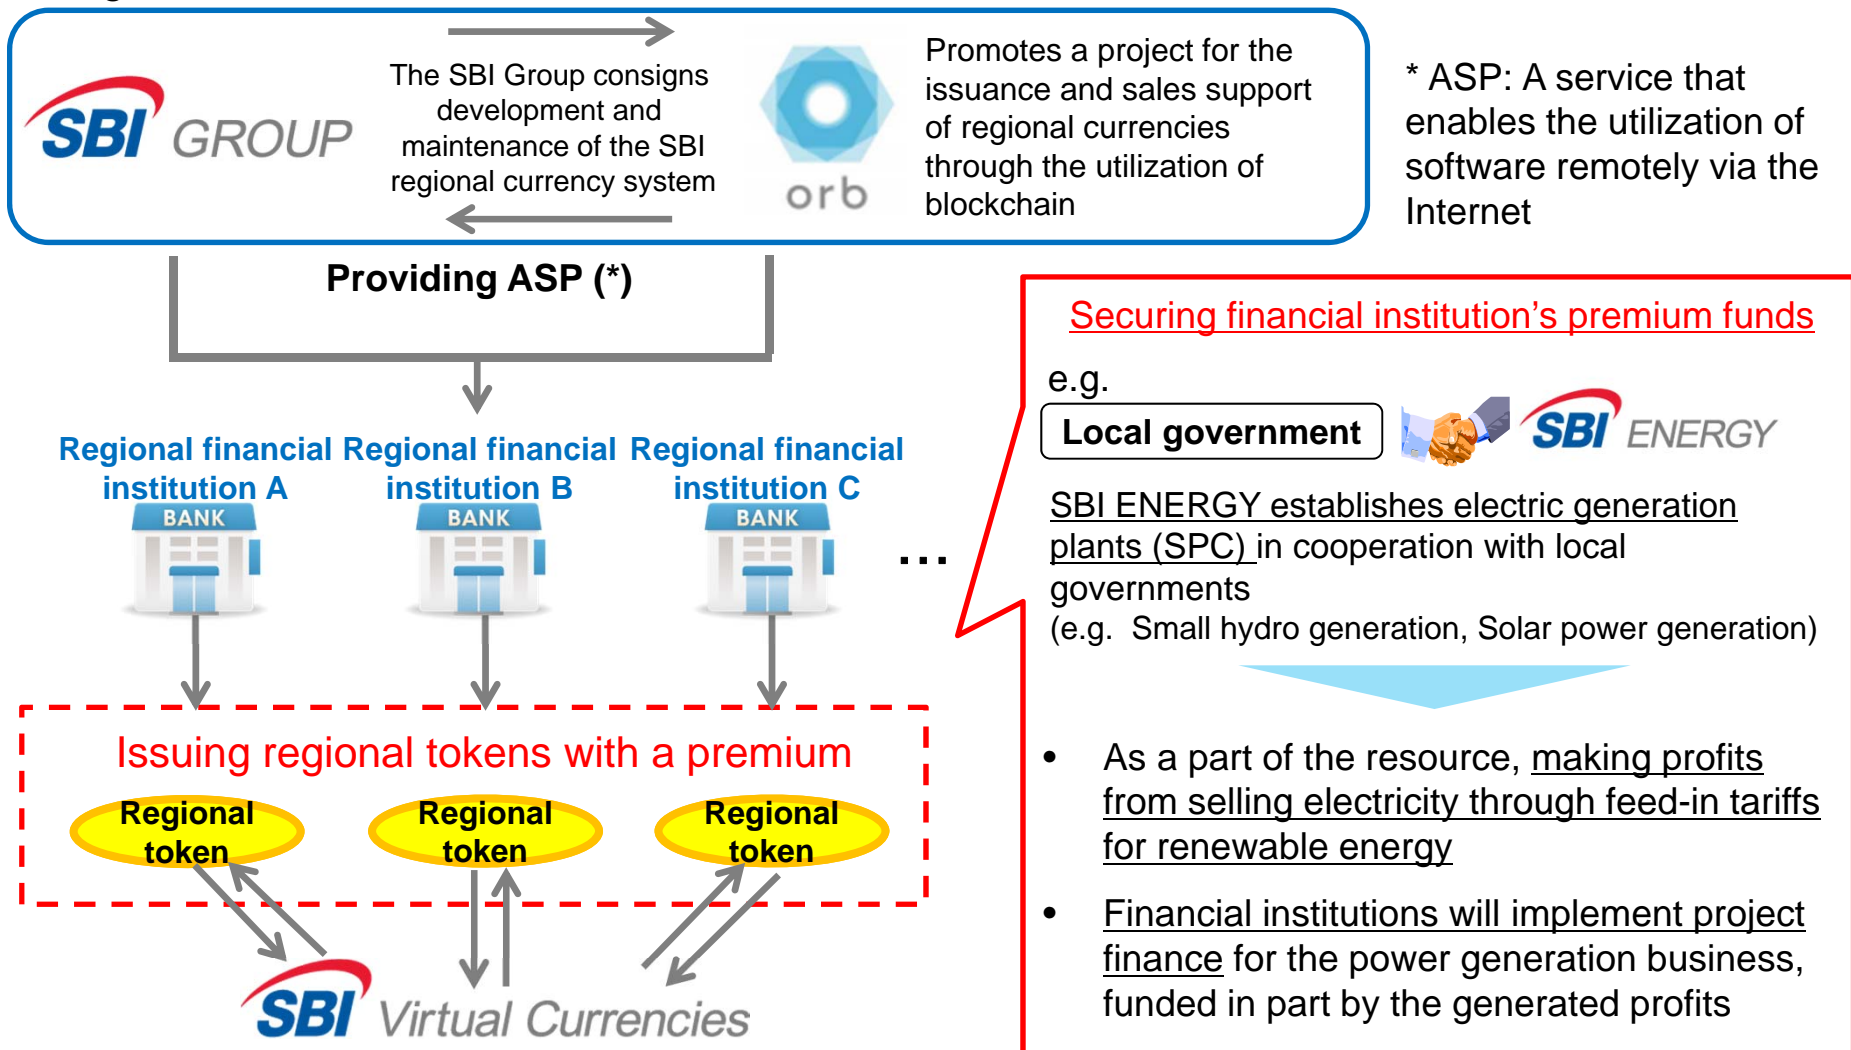 SBI GROUP
The SBI Group consigns
development and
maintenance of the SBI
regional currency system
orb
Promotes a project for the
issuance and sales support
of regional currencies
through the utilization of
blockchain
* ASP: A service that
enables the utilization of
software remotely via the
Internet
Providing ASP (*)
Regional financial
institution A
Regional financial
institution B
Regional financial
institution C
BANK
BANK
BANK
...
Issuing regional tokens with a premium
Regional
token
Regional
token
Regional
token
SBI Virtual Currencies
Securing financial institution’s premium funds
e.g.
Local government
SBI ENERGY
SBI ENERGY establishes electric generation
plants (SPC) in cooperation with local
governments
(e.g. Small hydro generation, Solar power generation)
• As a part of the resource, making profits
from selling electricity through feed-in tariffs
for renewable energy
• Financial institutions will implement project
finance for the power generation business,
funded in part by the generated profits